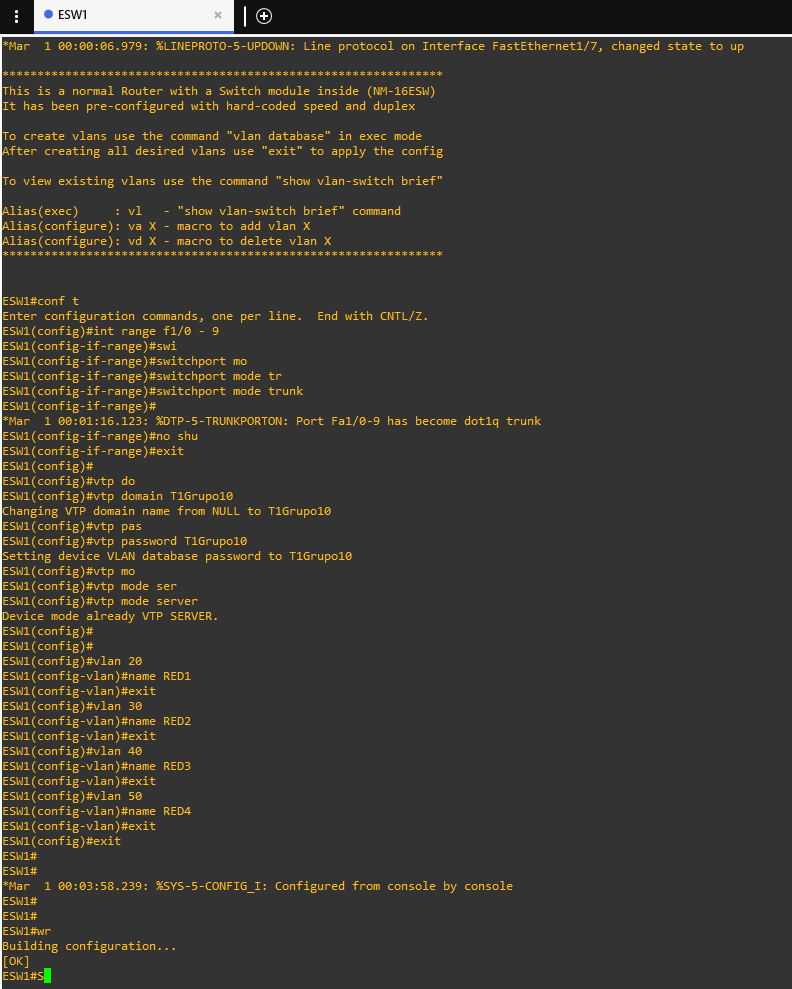 ESW1
*Mar  1 00:00:06.979: %LINEPROTO-5-UPDOWN: Line protocol on Interface FastEthernet1/7, changed state to up
***************************************************************
This is a normal Router with a Switch module inside (NM-16ESW)
It has been pre-configured with hard-coded speed and duplex
To create vlans use the command "vlan database" in exec mode
After creating all desired vlans use "exit" to apply the config
To view existing vlans use the command "show vlan-switch brief"
Alias(exec)     : vl   - "show vlan-switch brief" command
Alias(configure): va X - macro to add vlan X
Alias(configure): vd X - macro to delete vlan X
***************************************************************
ESW1#conf t
Enter configuration commands, one per line.  End with CNTL/Z.
ESW1(config)#int range f1/0 - 9
ESW1(config-if-range)#swi
ESW1(config-if-range)#switchport mo
ESW1(config-if-range)#switchport mode tr
ESW1(config-if-range)#switchport mode trunk
ESW1(config-if-range)#
*Mar  1 00:01:16.123: %DTP-5-TRUNKPORTON: Port Fa1/0-9 has become dot1q trunk
ESW1(config-if-range)#no shu
ESW1(config-if-range)#exit
ESW1(config)#
ESW1(config)#vtp do
ESW1(config)#vtp domain T1Grupo10
Changing VTP domain name from NULL to T1Grupo10
ESW1(config)#vtp pas
ESW1(config)#vtp password T1Grupo10
Setting device VLAN database password to T1Grupo10
ESW1(config)#vtp mo
ESW1(config)#vtp mode ser
ESW1(config)#vtp mode server
Device mode already VTP SERVER.
ESW1(config)#
ESW1(config)#
ESW1(config)#vlan 20
ESW1(config-vlan)#name RED1
ESW1(config-vlan)#exit
ESW1(config)#vlan 30
ESW1(config-vlan)#name RED2
ESW1(config-vlan)#exit
ESW1(config)#vlan 40
ESW1(config-vlan)#name RED3
ESW1(config-vlan)#exit
ESW1(config)#vlan 50
ESW1(config-vlan)#name RED4
ESW1(config-vlan)#exit
ESW1(config)#exit
ESW1#
ESW1#
*Mar  1 00:03:58.239: %SYS-5-CONFIG_I: Configured from console by console
ESW1#
ESW1#
ESW1#wr
Building configuration...
[OK]
ESW1#S